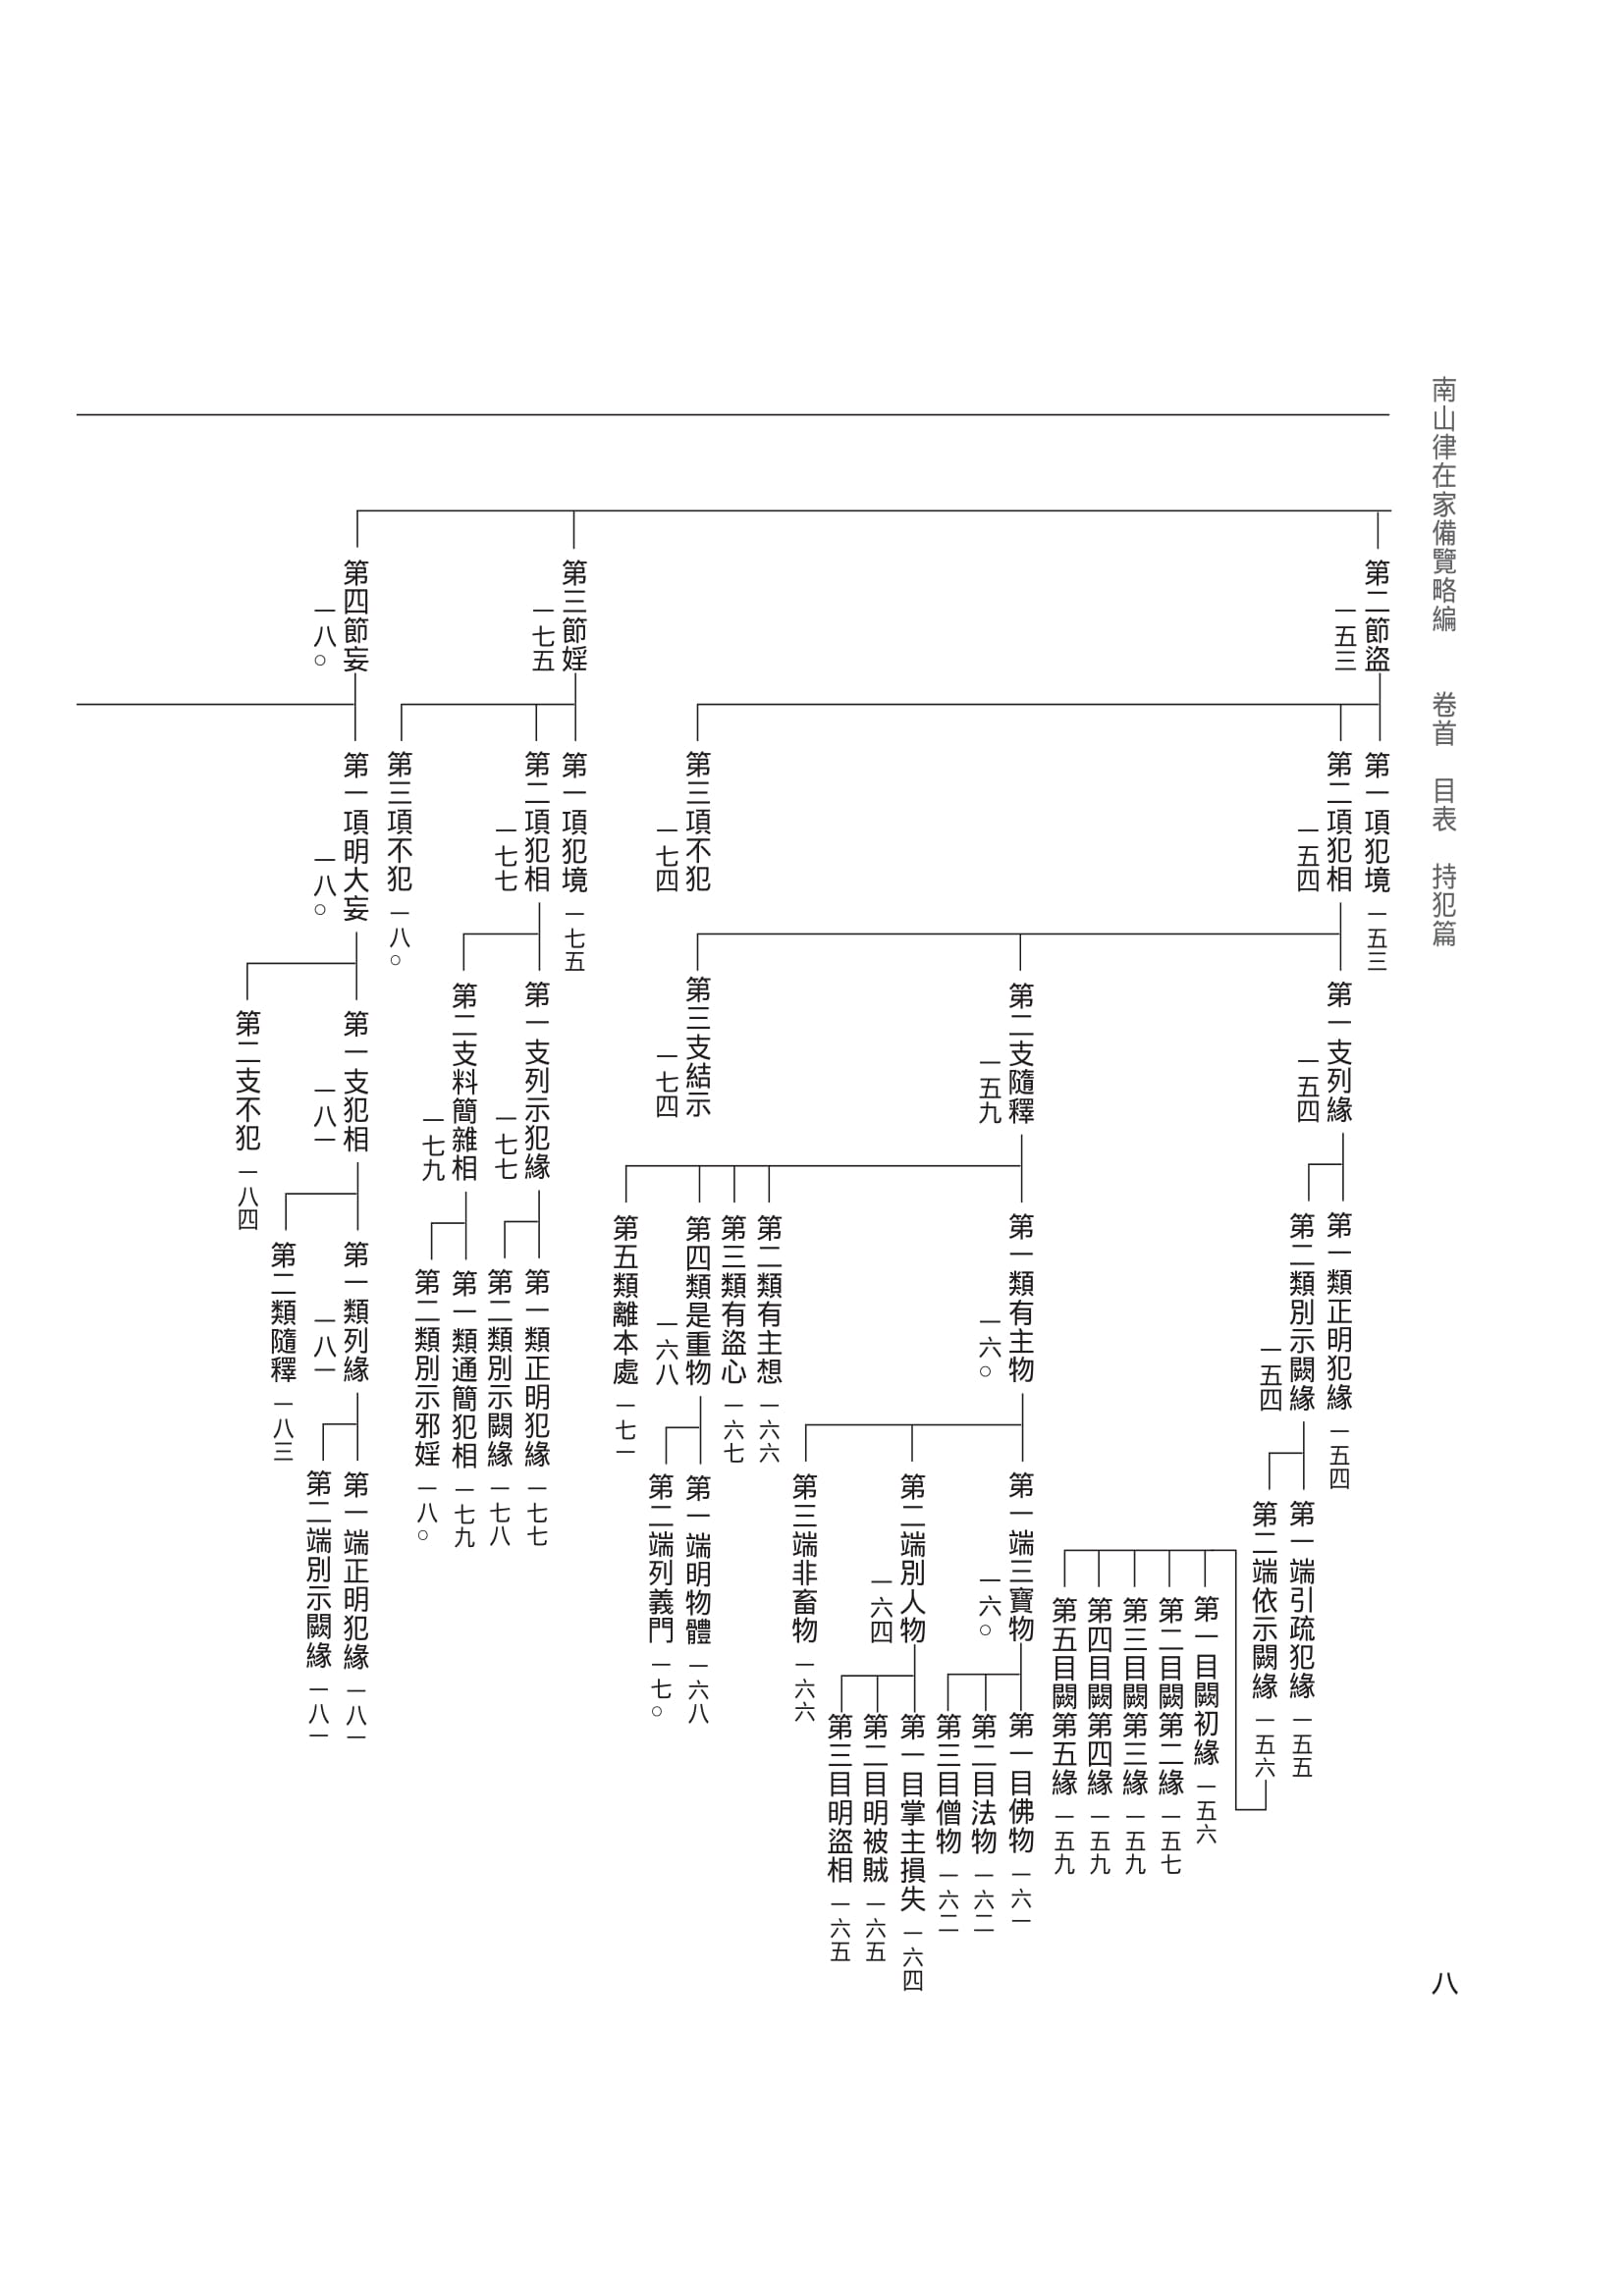 南山律在家備覽略編 卷首 目表 持犯篇
八
第二節盜 一五三
第一項犯境 一五三
第二項犯相 一五四
第一支列緣 一五四
第一類正明犯緣 一五四
第二類別示闕緣 一五四
第一端引疏犯緣 一五五
第二端依示闕緣 一五六
第一目闕初緣 一五六
第二目闕第二緣 一五七
第三目闕第三緣 一五九
第四目闕第四緣 一五九
第五目闕第五緣 一五九
第二支隨釋 一五九
第一類有主物 一六○
第一端三寶物 一六○
第一目佛物 一六一
第二目法物 一六二
第三目僧物 一六二
第二端別人物 一六四
第一目掌主損失 一六四
第二目明被賊 一六五
第三目明盜相 一六五
第三端非畜物 一六六
第二類有主想 一六六
第三類有盜心 一六七
第四類是重物 一六八
第一端明物體 一六八
第二端列義門 一七○
第五類離本處 一七一
第三支結示 一七四
第三項不犯 一七四
第三節婬 一七五
第一項犯境 一七五
第二項犯相 一七七
第一支列示犯緣 一七七
第一類正明犯緣 一七七
第二類別示闕緣 一七八
第二支料簡雜相 一七九
第一類通簡犯相 一七九
第二類別示邪婬 一八○
第三項不犯 一八○
第四節妄 一八○
第一項明大妄 一八○
第一支犯相 一八一
第一類列緣 一八一
第一端正明犯緣 一八一
第二端別示闕緣 一八一
第二類隨釋 一八三
第二支不犯 一八四